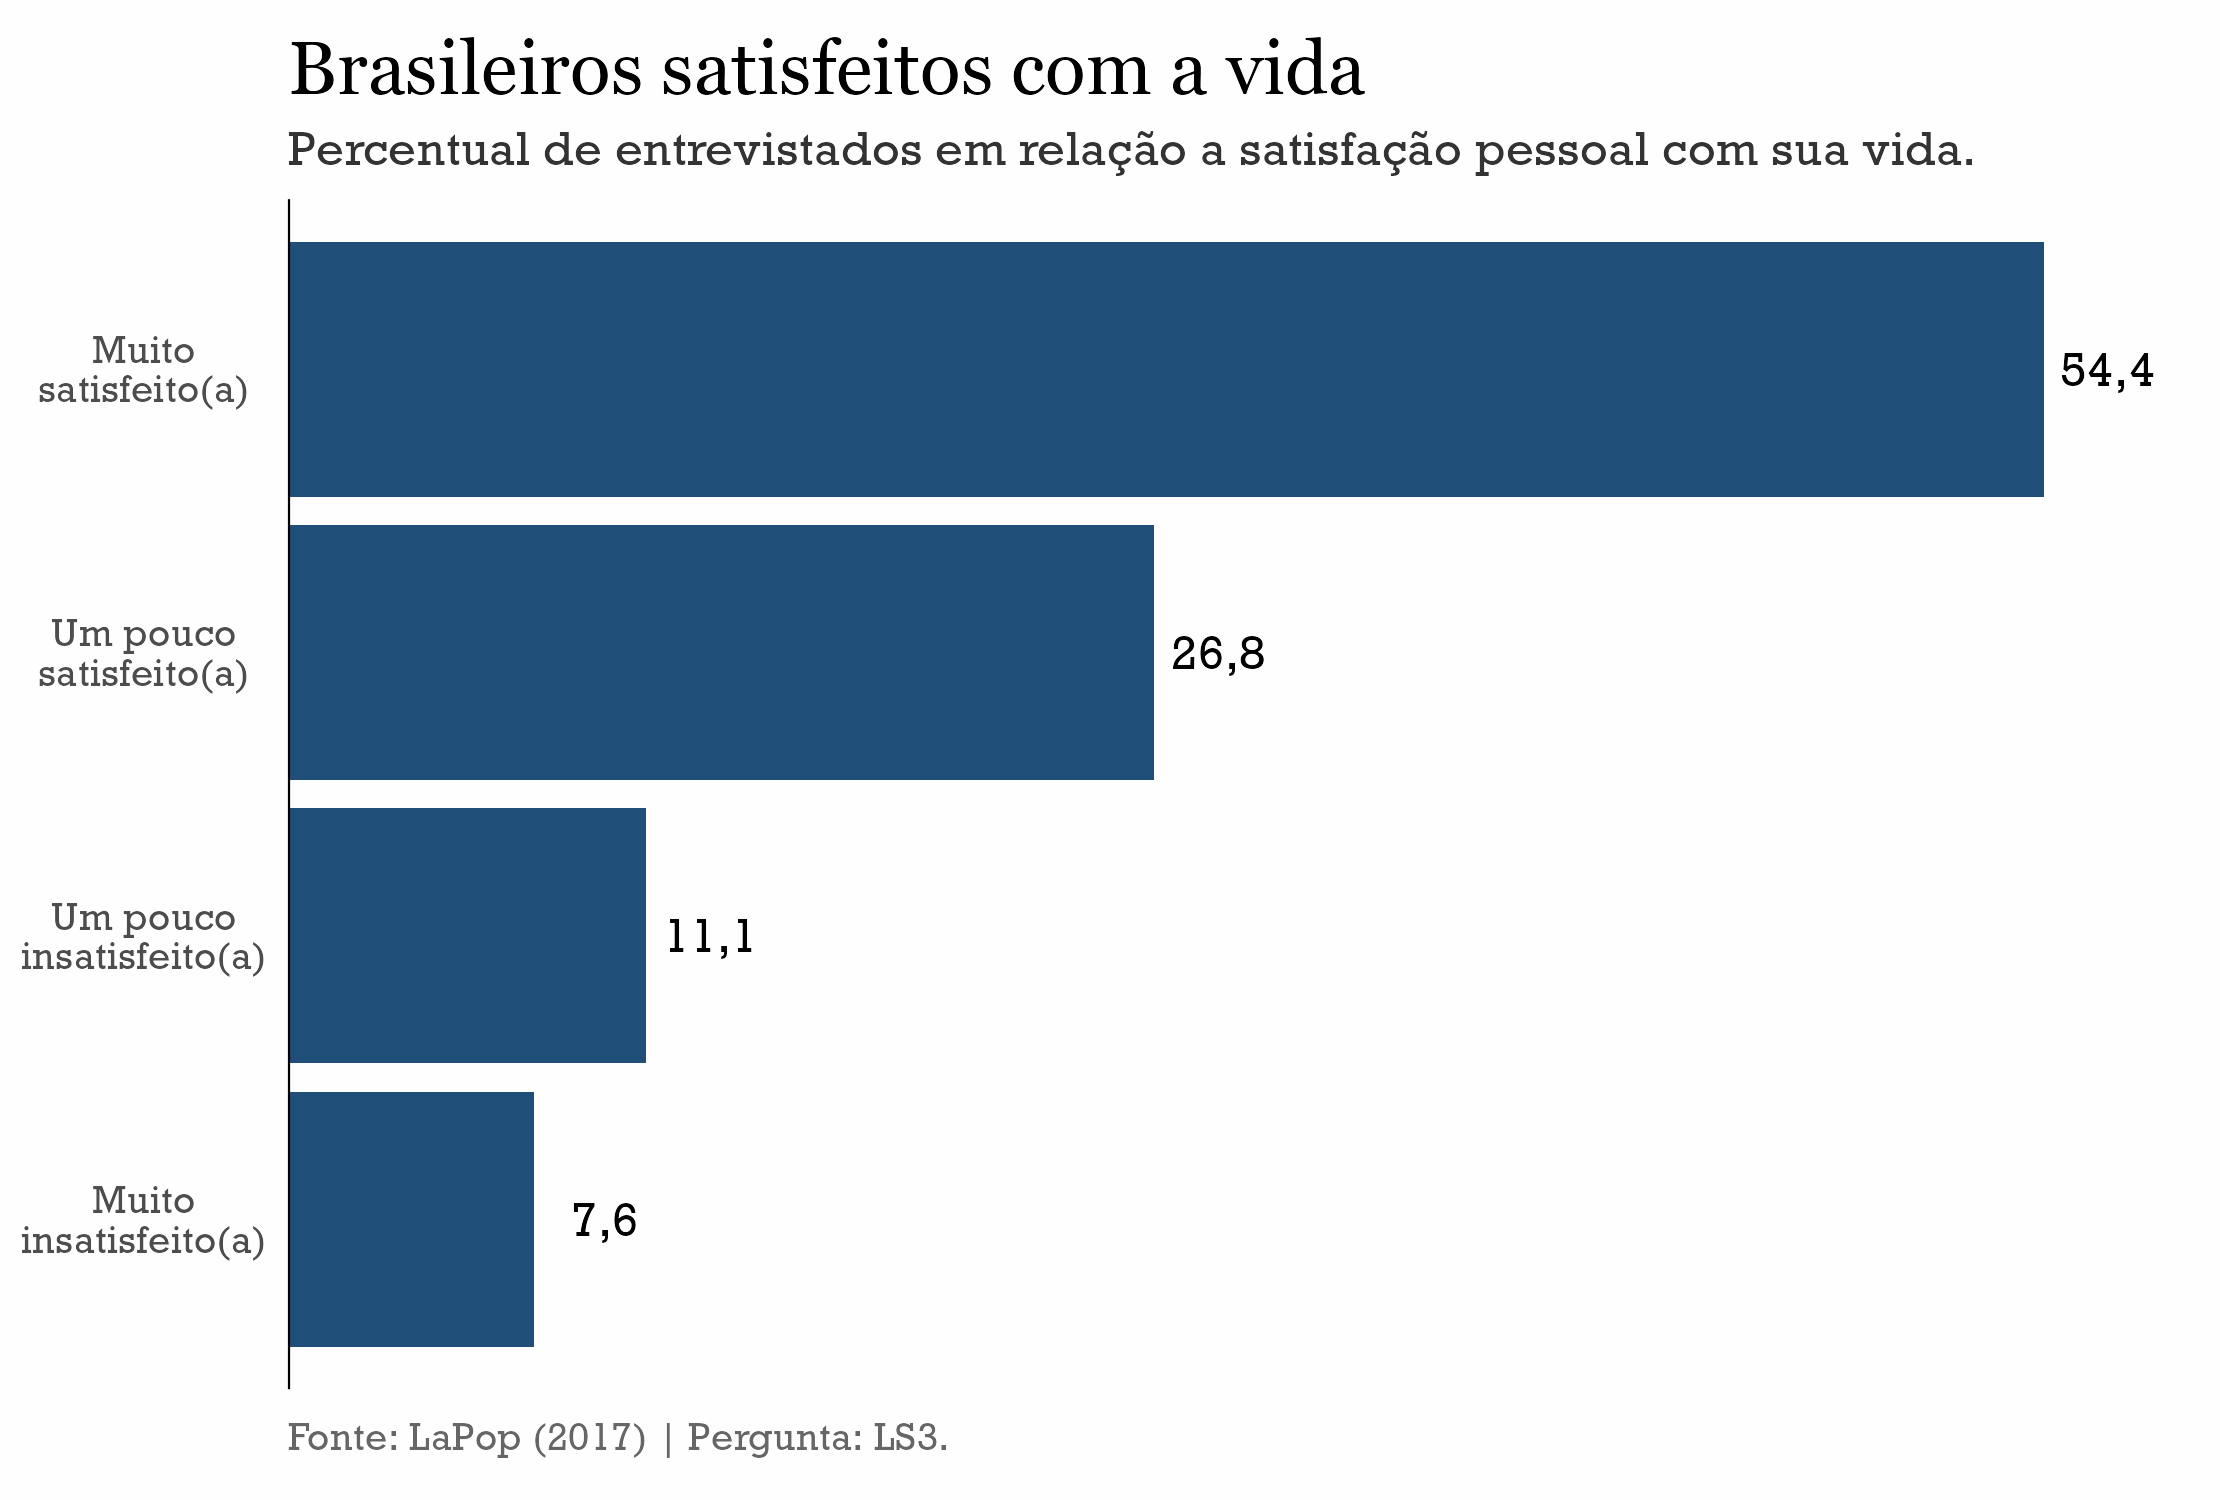 Brasileiros satisfeitos com a vida
Percentual de entrevistados em relação a satisfação pessoal com sua vida.
Muito
satisfeito(a)
54,4
Um pouco
satisfeito(a)
26,8
Um pouco
insatisfeito(a)
11,1
Muito
insatisfeito(a)
7,6
Fonte: LaPop (2017) | Pergunta: LS3.